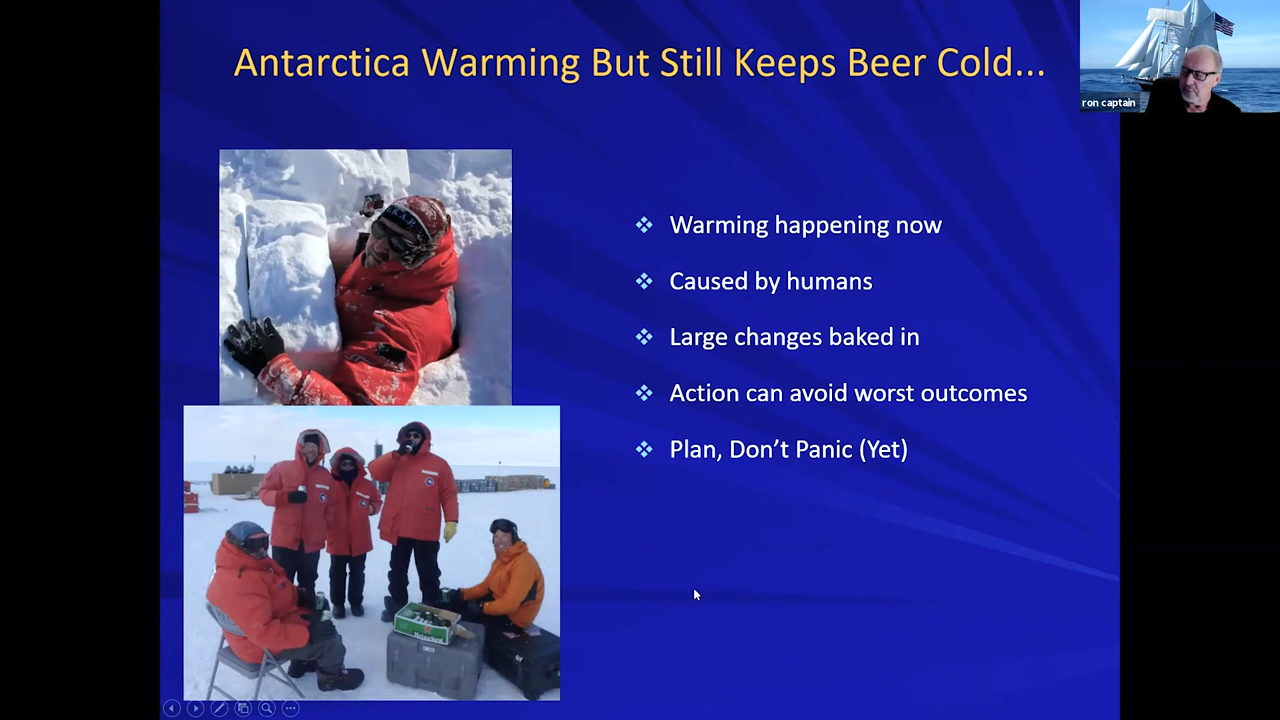 Antarctica Warming But Still Keeps Beer Cold...
ron captain
Warming happening now
Caused by humans
Large changes baked in
Action can avoid worst outcomes
Plan, Don't Panic (Yet)
Heineken